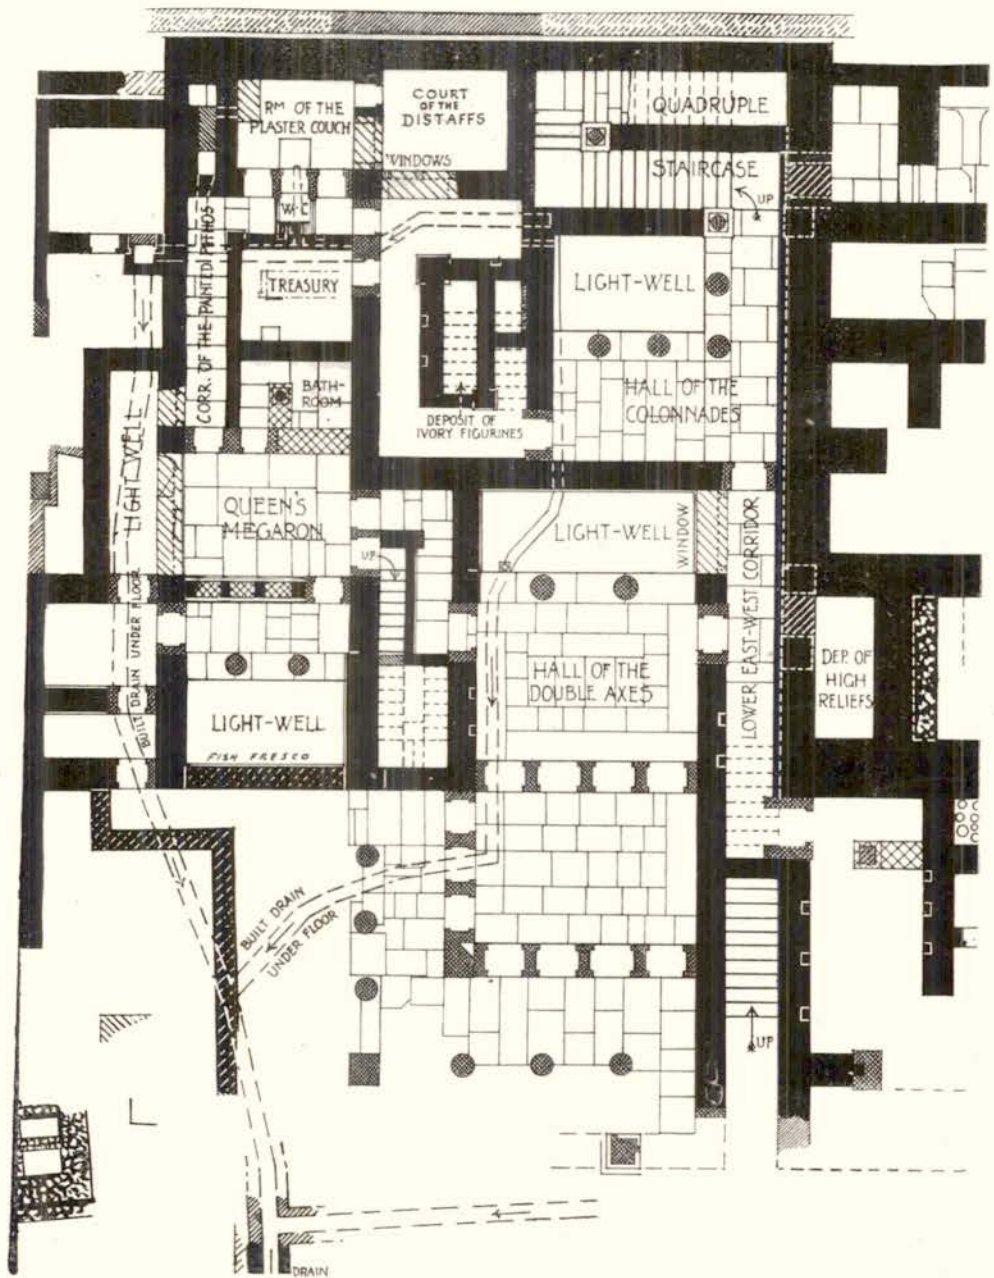 RM OF THE
PLASTER COUCH
COURT
OF THE
DISTAFFS
WINDOWS
QUADRUPLE
STAIRCASE
UP
W-C
CORR. OF THE PAINTED PITHOS
TREASURY
LIGHT-WELL
BATH-
ROOM
HALL OF THE
COLONNADES
DEPOSIT OF
IVORY FIGURINES
LIGHT WELL
QUEEN'S
MEGARON
UP
LIGHT-WELL
WINDOW
LOWER EAST-WEST CORRIDOR
BUILT DRAIN UNDER FLOOR
HALL OF THE
DOUBLE AXES
DEP. OF
HIGH
RELIEFS
LIGHT-WELL
FISH FRESCO
BUILT DRAIN
UNDER FLOOR
UP
DRAIN